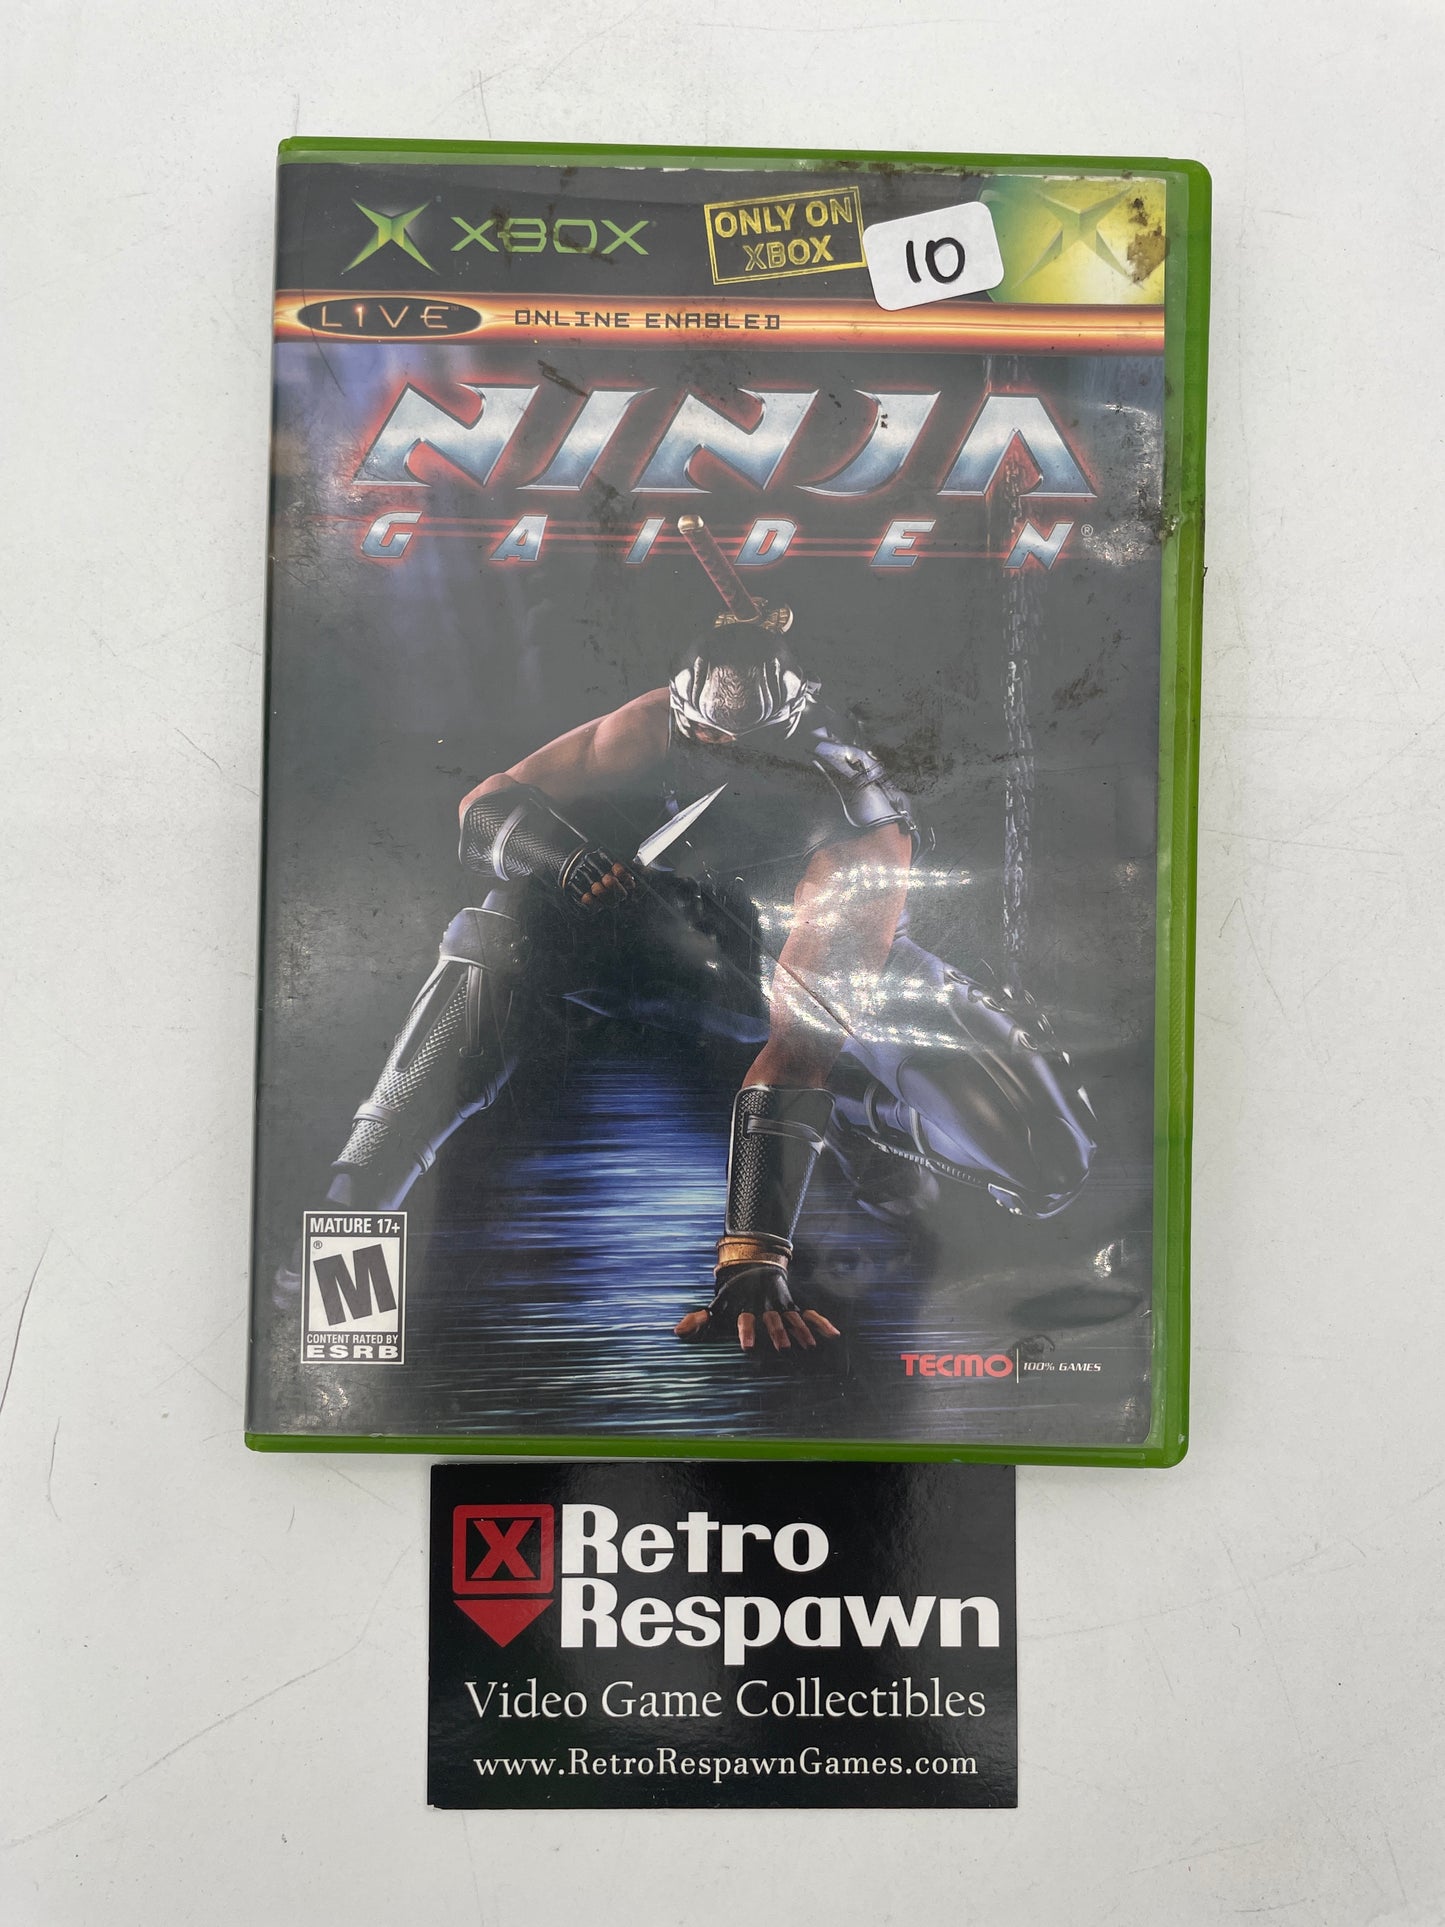 XBOX
ONLY ON
XBOX
10
LIVE™
ONLINE ENABLED
NINJA
GAIDEN®
MATURE 17+
M®
CONTENT RATED BY
ESRB
TECMO 100% GAMES
X Retro
Respawn
Video Game Collectibles
www.RetroRespawnGames.com